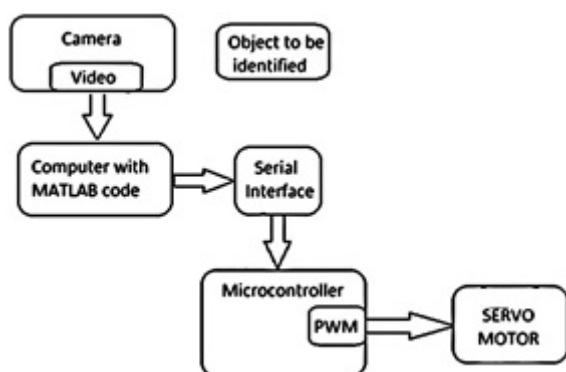 Camera
Video
Object to be
identified
Computer with
MATLAB code
Serial
Interface
Microcontroller
PWM
SERVO
MOTOR